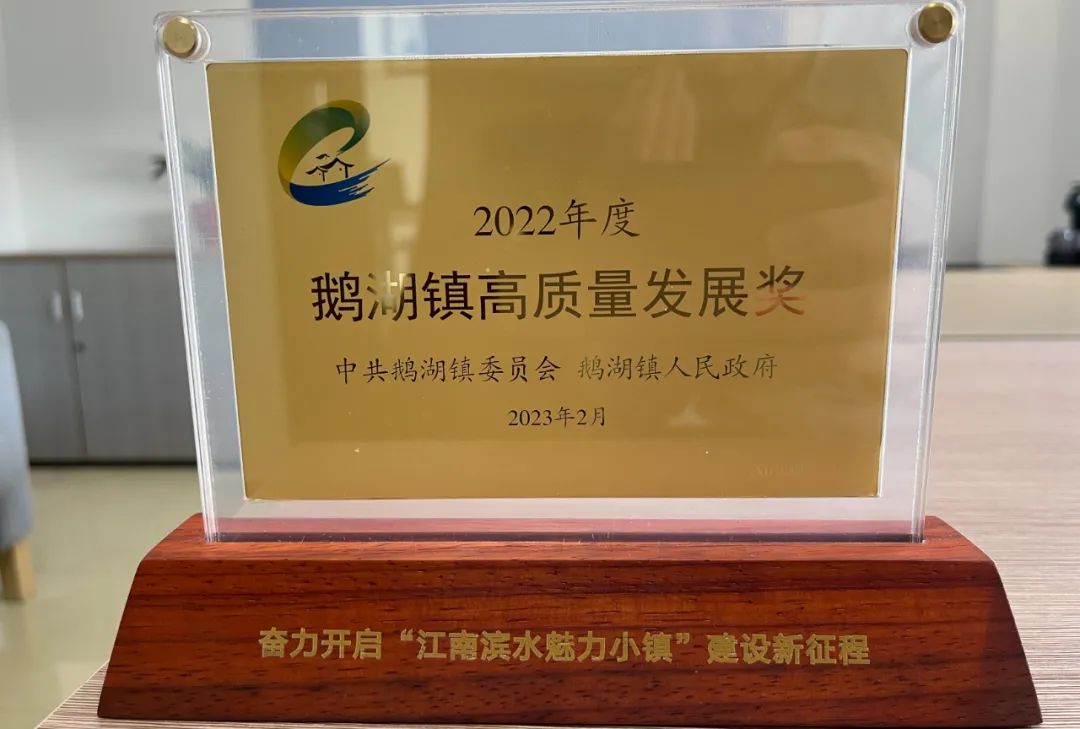 2022年度
鹅湖镇高质量发展奖
中共鹅湖镇委员会 鹅湖镇人民政府
2023年2月
奋力开启“江南滨水魅力小镇”建设新征程